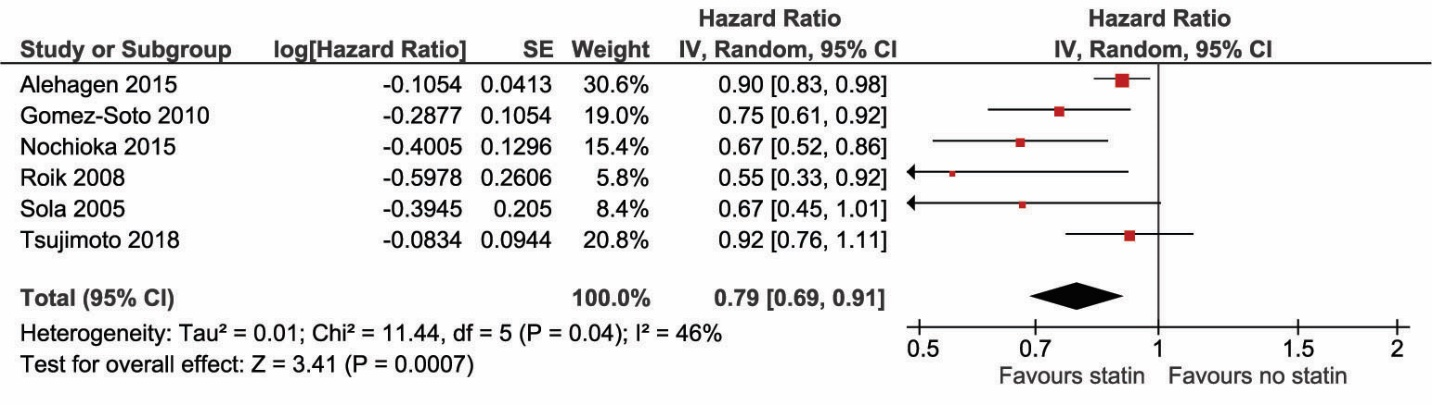 Hazard Ratio Hazard Ratio
Study or Subgroup log[Hazard Ratio] SE Weight IV, Random, 95% CI IV, Random, 95% CI
Alehagen 2015 -0.1054 0.0413 30.6% 0.90 [0.83, 0.98]
Gomez-Soto 2010 -0.2877 0.1054 19.0% 0.75 [0.61, 0.92]
Nochioka 2015 -0.4005 0.1296 15.4% 0.67 [0.52, 0.86]
Roik 2008 -0.5978 0.2606 5.8% 0.55 [0.33, 0.92]
Sola 2005 -0.3945 0.205 8.4% 0.67 [0.45, 1.01]
Tsujimoto 2018 -0.0834 0.0944 20.8% 0.92 [0.76, 1.11]
Total (95% CI) 100.0% 0.79 [0.69, 0.91]
Heterogeneity: Tau² = 0.01; Chi² = 11.44, df = 5 (P = 0.04); I² = 46%
Test for overall effect: Z = 3.41 (P = 0.0007)
0.5 0.7 1 1.5 2
Favours statin Favours no statin